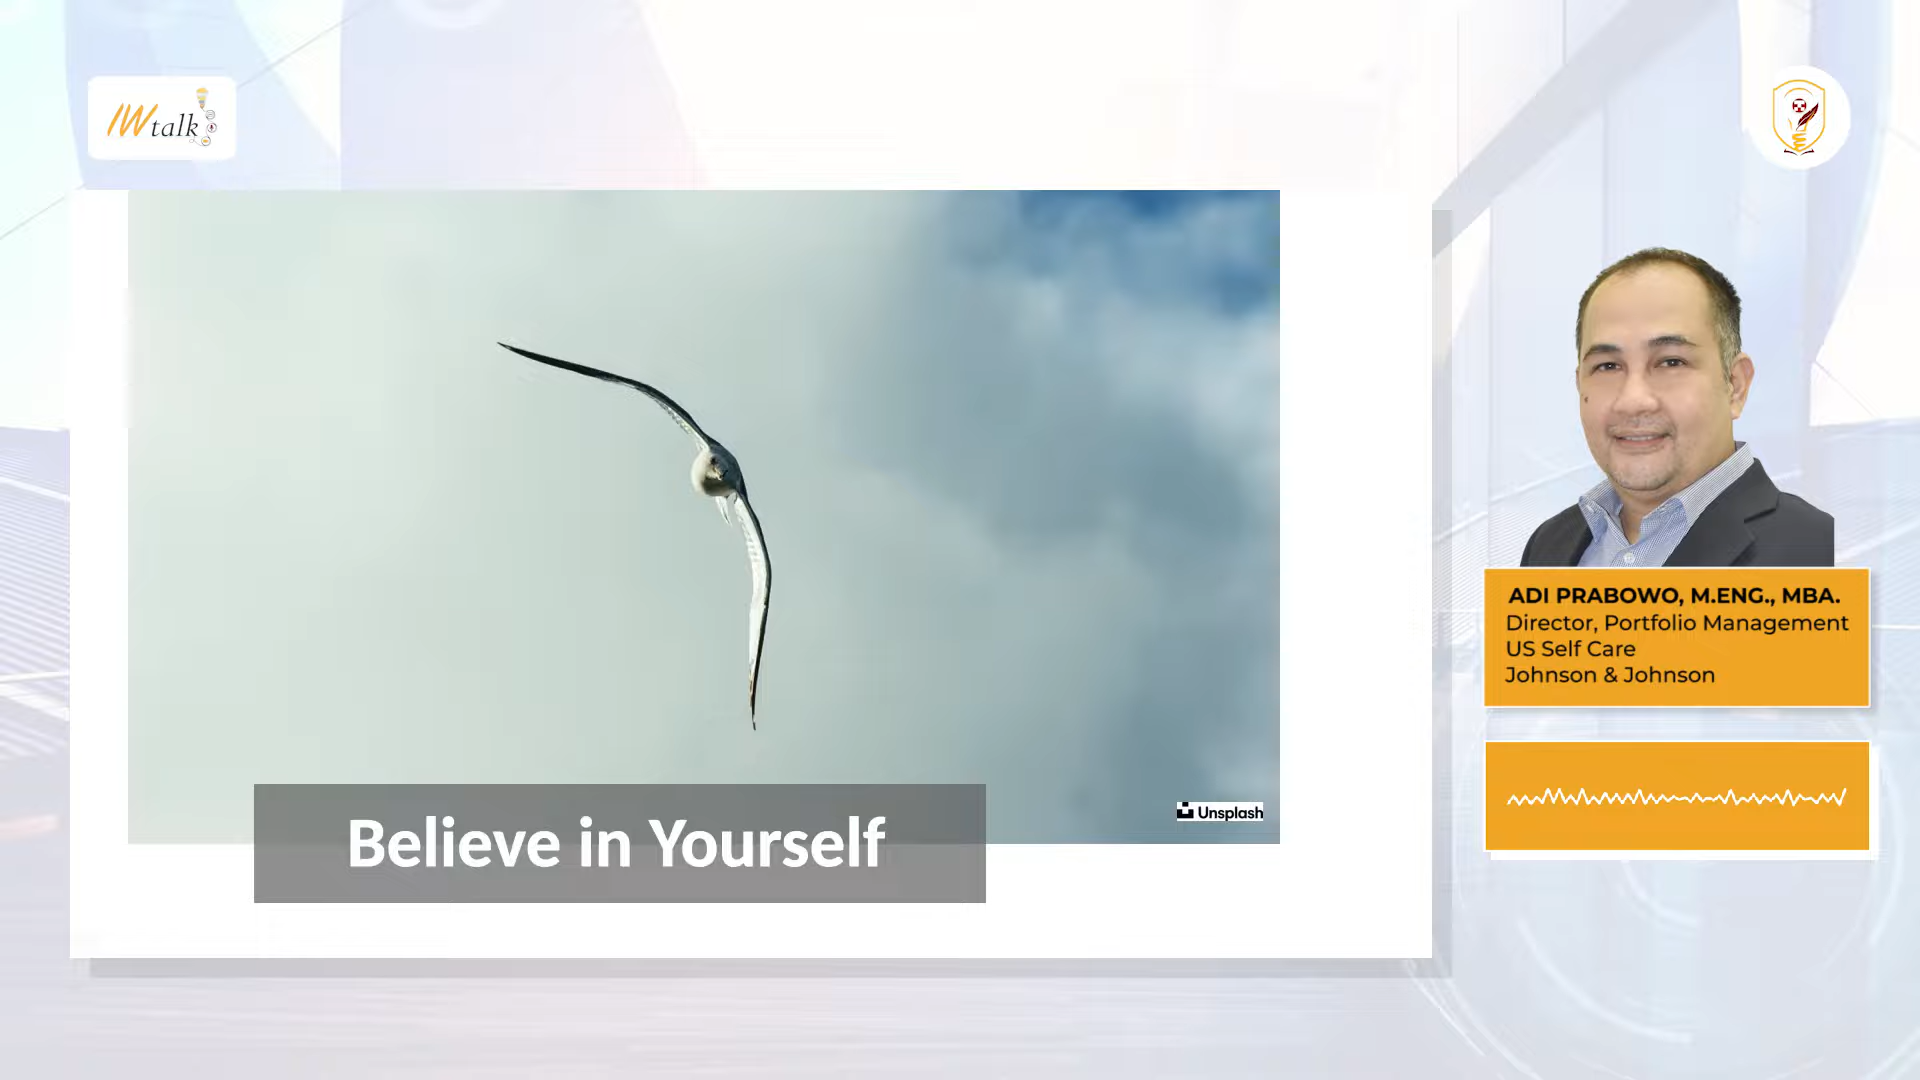 IWtalk
Believe in Yourself
Unsplash
ADI PRABOWO, M.ENG., MBA.
Director, Portfolio Management
US Self Care
Johnson & Johnson